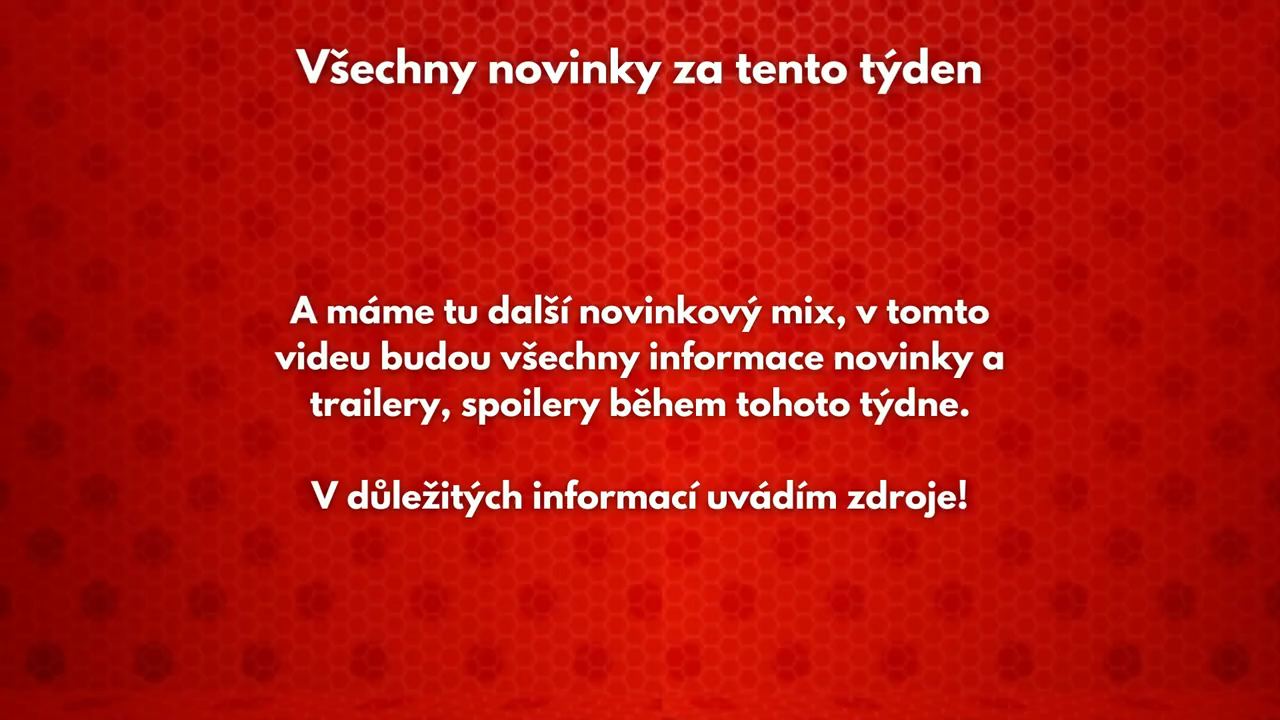 Všechny novinky za tento týden
A máme tu další novinkový mix, v tomto
videu budou všechny informace novinky a
trailery, spoilery během tohoto týdne.
V důležitých informací uvádím zdroje!